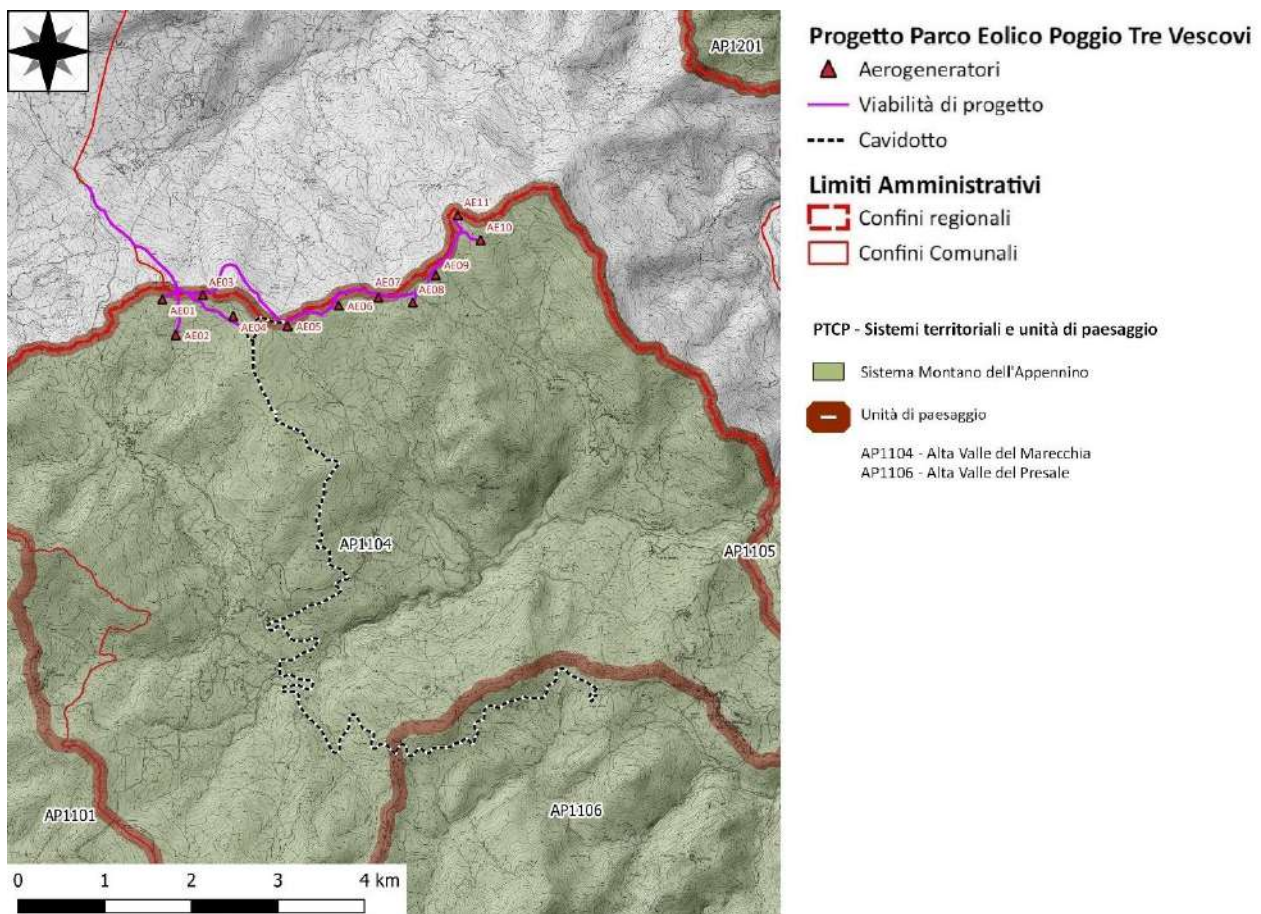 AP1201
AE11
AE10
AE09
AE03
AE07
AE08
AE01
AE06
AE04
AE05
AE02
AP1104
AP1105
AP1101
AP1106
0 1 2 3 4 km
Progetto Parco Eolico Poggio Tre Vescovi
Aerogeneratori
Viabilità di progetto
Cavidotto
Limiti Amministrativi
Confini regionali
Confini Comunali
PTCP - Sistemi territoriali e unità di paesaggio
Sistema Montano dell'Appennino
Unità di paesaggio
AP1104 - Alta Valle del Marecchia
AP1106 - Alta Valle del Presale